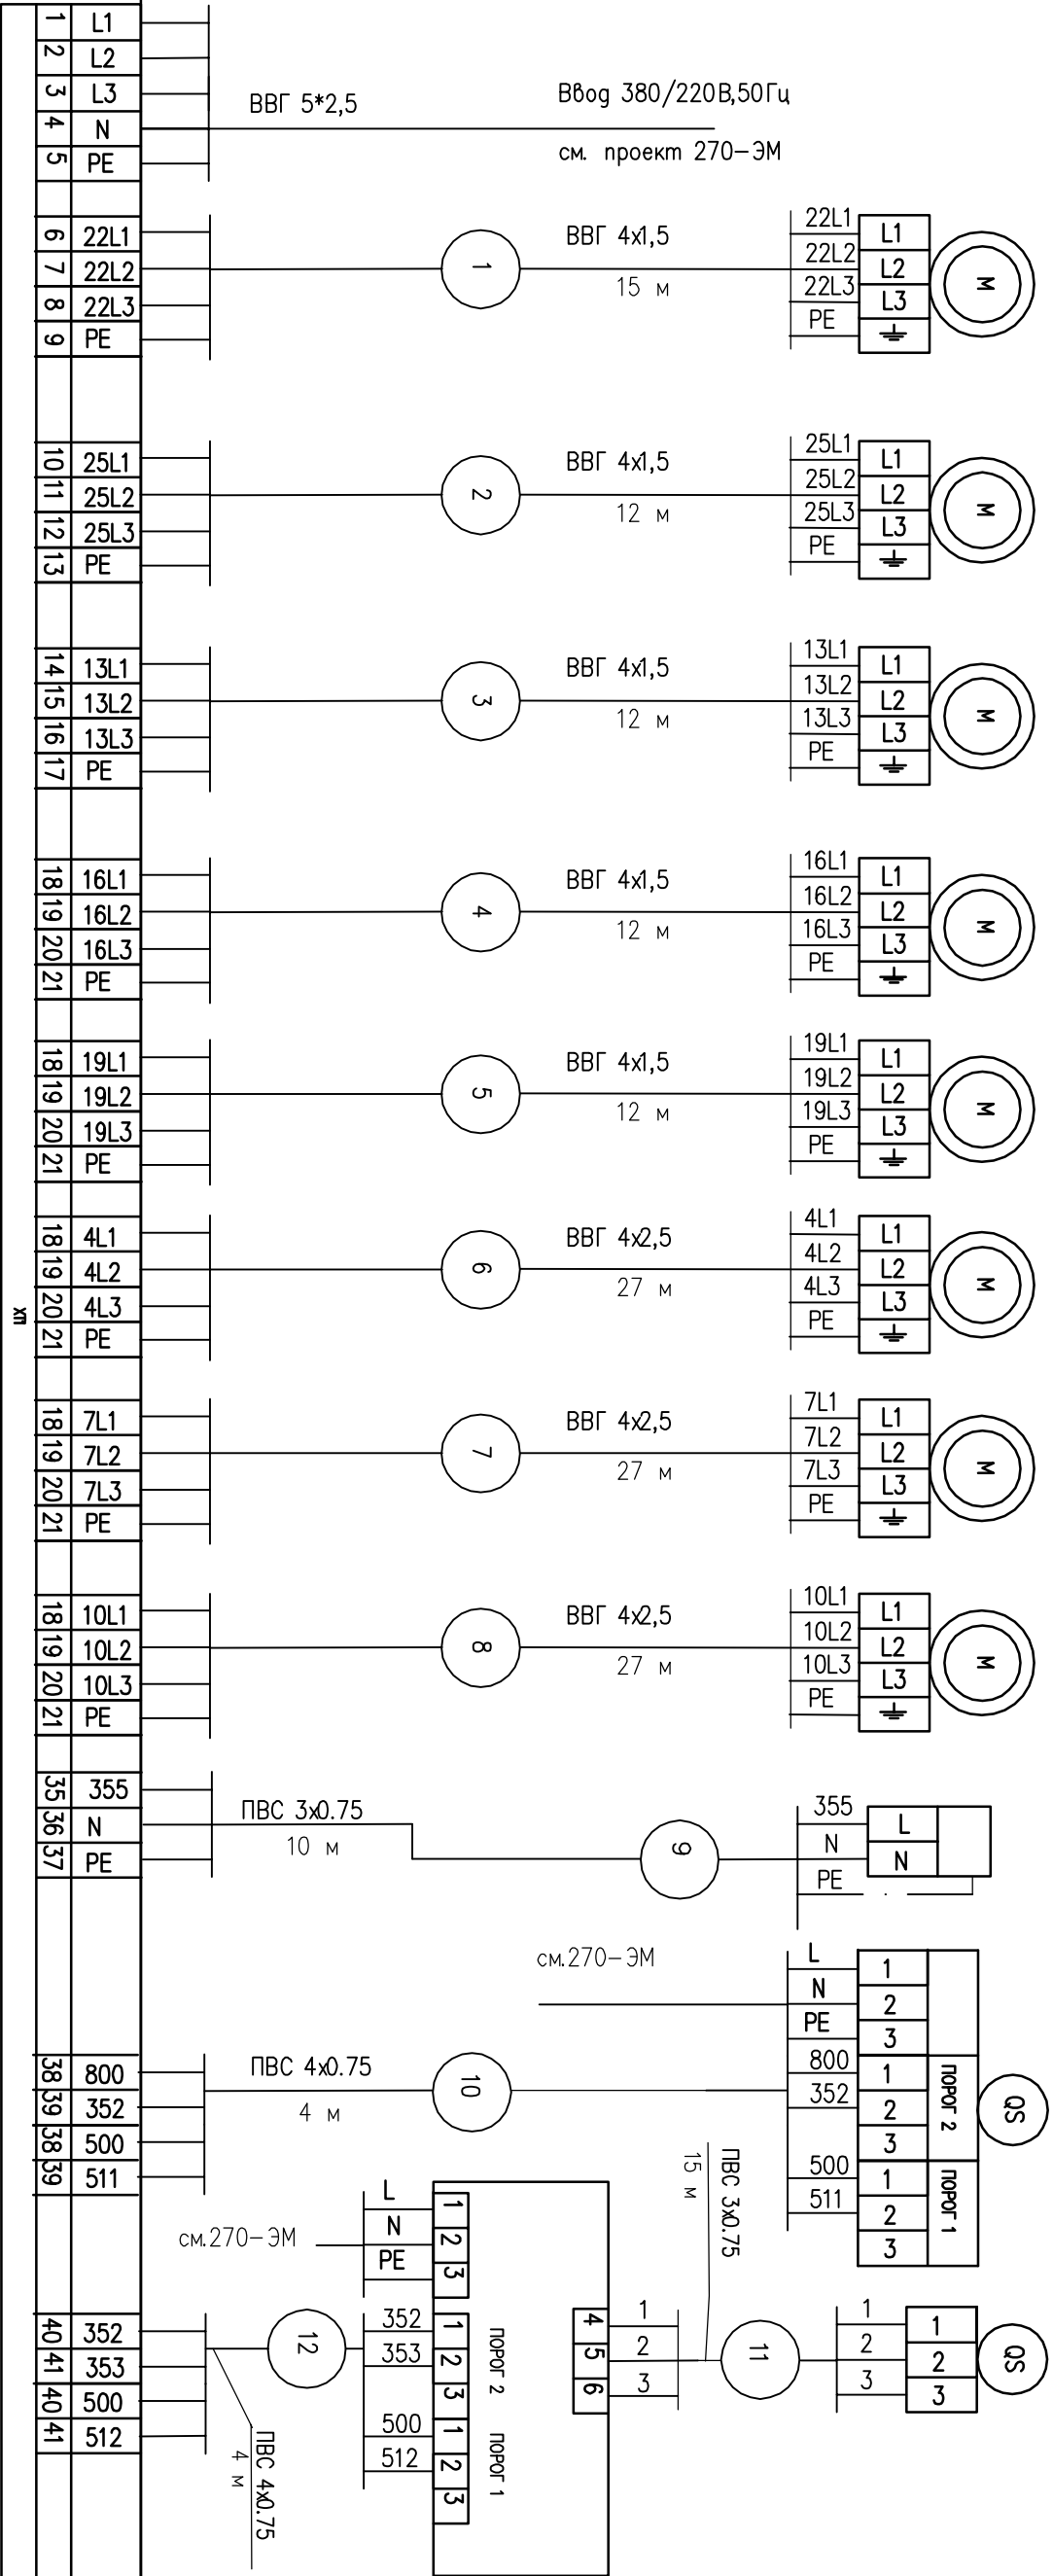 1 L1
2 L2
3 L3
4 N
5 PE
ВВГ 5*2,5
Ввод 380/220В,50Гц
см. проект 270-ЭМ
6 22L1
7 22L2
8 22L3
9 PE
1
ВВГ 4х1,5
15 м
22L1
22L2
22L3
PE
L1
L2
L3
М
10 25L1
11 25L2
12 25L3
13 PE
2
ВВГ 4х1,5
12 м
25L1
25L2
25L3
PE
L1
L2
L3
М
14 13L1
15 13L2
16 13L3
17 PE
3
ВВГ 4х1,5
12 м
13L1
13L2
13L3
PE
L1
L2
L3
М
18 16L1
19 16L2
20 16L3
21 PE
4
ВВГ 4х1,5
12 м
16L1
16L2
16L3
PE
L1
L2
L3
М
18 19L1
19 19L2
20 19L3
21 PE
5
ВВГ 4х1,5
12 м
19L1
19L2
19L3
PE
L1
L2
L3
М
18 4L1
19 4L2
20 4L3
21 PE
6
ВВГ 4х2,5
27 м
4L1
4L2
4L3
PE
L1
L2
L3
М
ХП
18 7L1
19 7L2
20 7L3
21 PE
7
ВВГ 4х2,5
27 м
7L1
7L2
7L3
PE
L1
L2
L3
М
18 10L1
19 10L2
20 10L3
21 PE
8
ВВГ 4х2,5
27 м
10L1
10L2
10L3
PE
L1
L2
L3
М
35 355
36 N
37 PE
ПВС 3х0.75
10 м
9
355
N
PE
L
N
см.270-ЭМ
L
N
PE
1
2
3
38 800
39 352
38 500
39 511
ПВС 4х0.75
4 м
10
800
352
500
511
1
2
3
1
2
3
ПОРОГ 2
ПОРОГ 1
QS
см.270-ЭМ
L
N
PE
1
2
3
40 352
41 353
40 500
41 512
12
ПВС 4х0.75
4 м
352
353
500
512
1
2
3
1
2
3
ПОРОГ 2
ПОРОГ 1
4
5
6
1
2
3
ПВС 3х0.75
15 м
11
1
2
3
1
2
3
QS